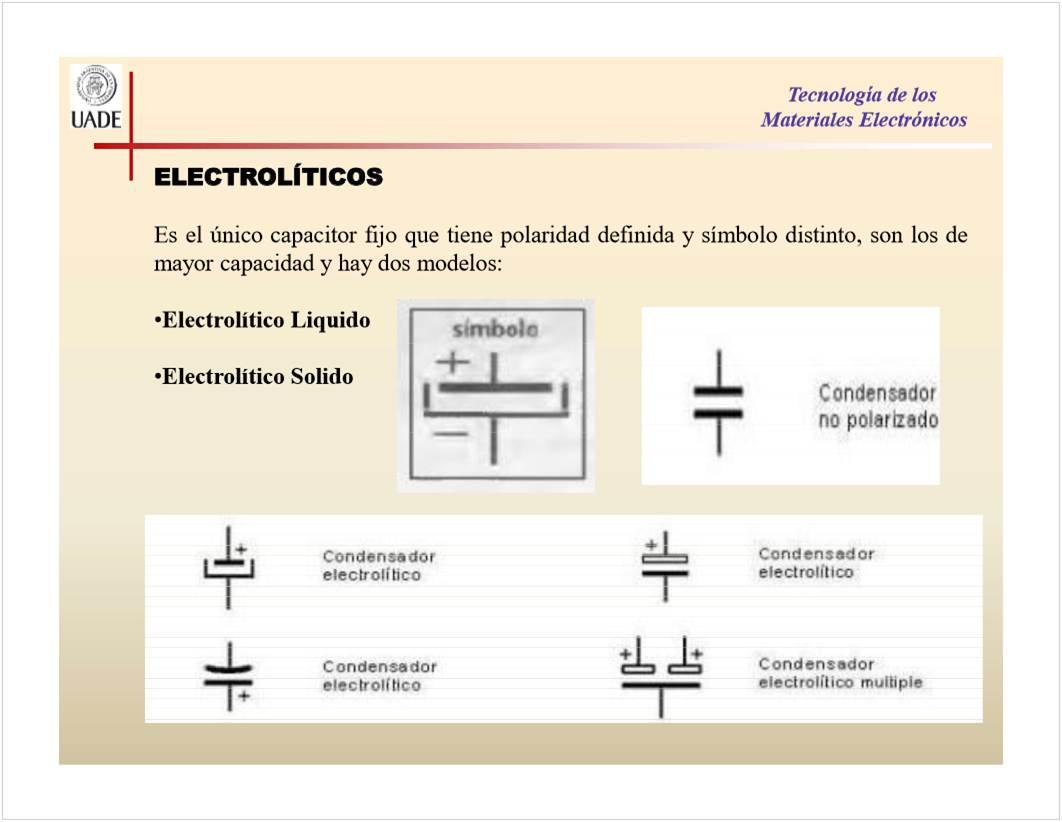 UADE
Tecnología de los
Materiales Electrónicos
ELECTROLÍTICOS
Es el único capacitor fijo que tiene polaridad definida y símbolo distinto, son los de
mayor capacidad y hay dos modelos:
•Electrolítico Liquido
•Electrolítico Solido
símbolo
+
—
Condensador
no polarizado
+
Condensador
electrolítico
+
Condensador
electrolítico
Condensador
electrolítico
+
+ +
Condensador
electrolítico multiple